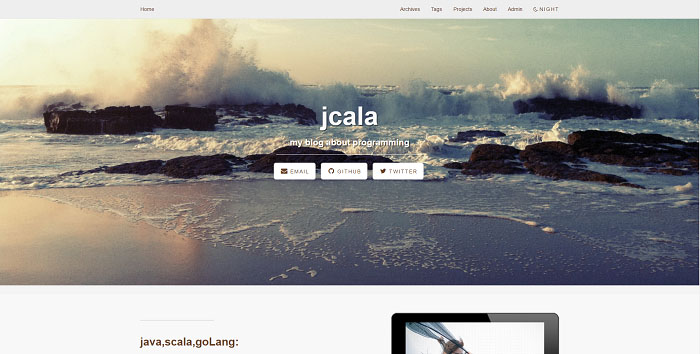 Home Archives Tags Projects About Admin NIGHT
jcala
my blog about programming
EMAIL GITHUB TWITTER
java,scala,goLang: